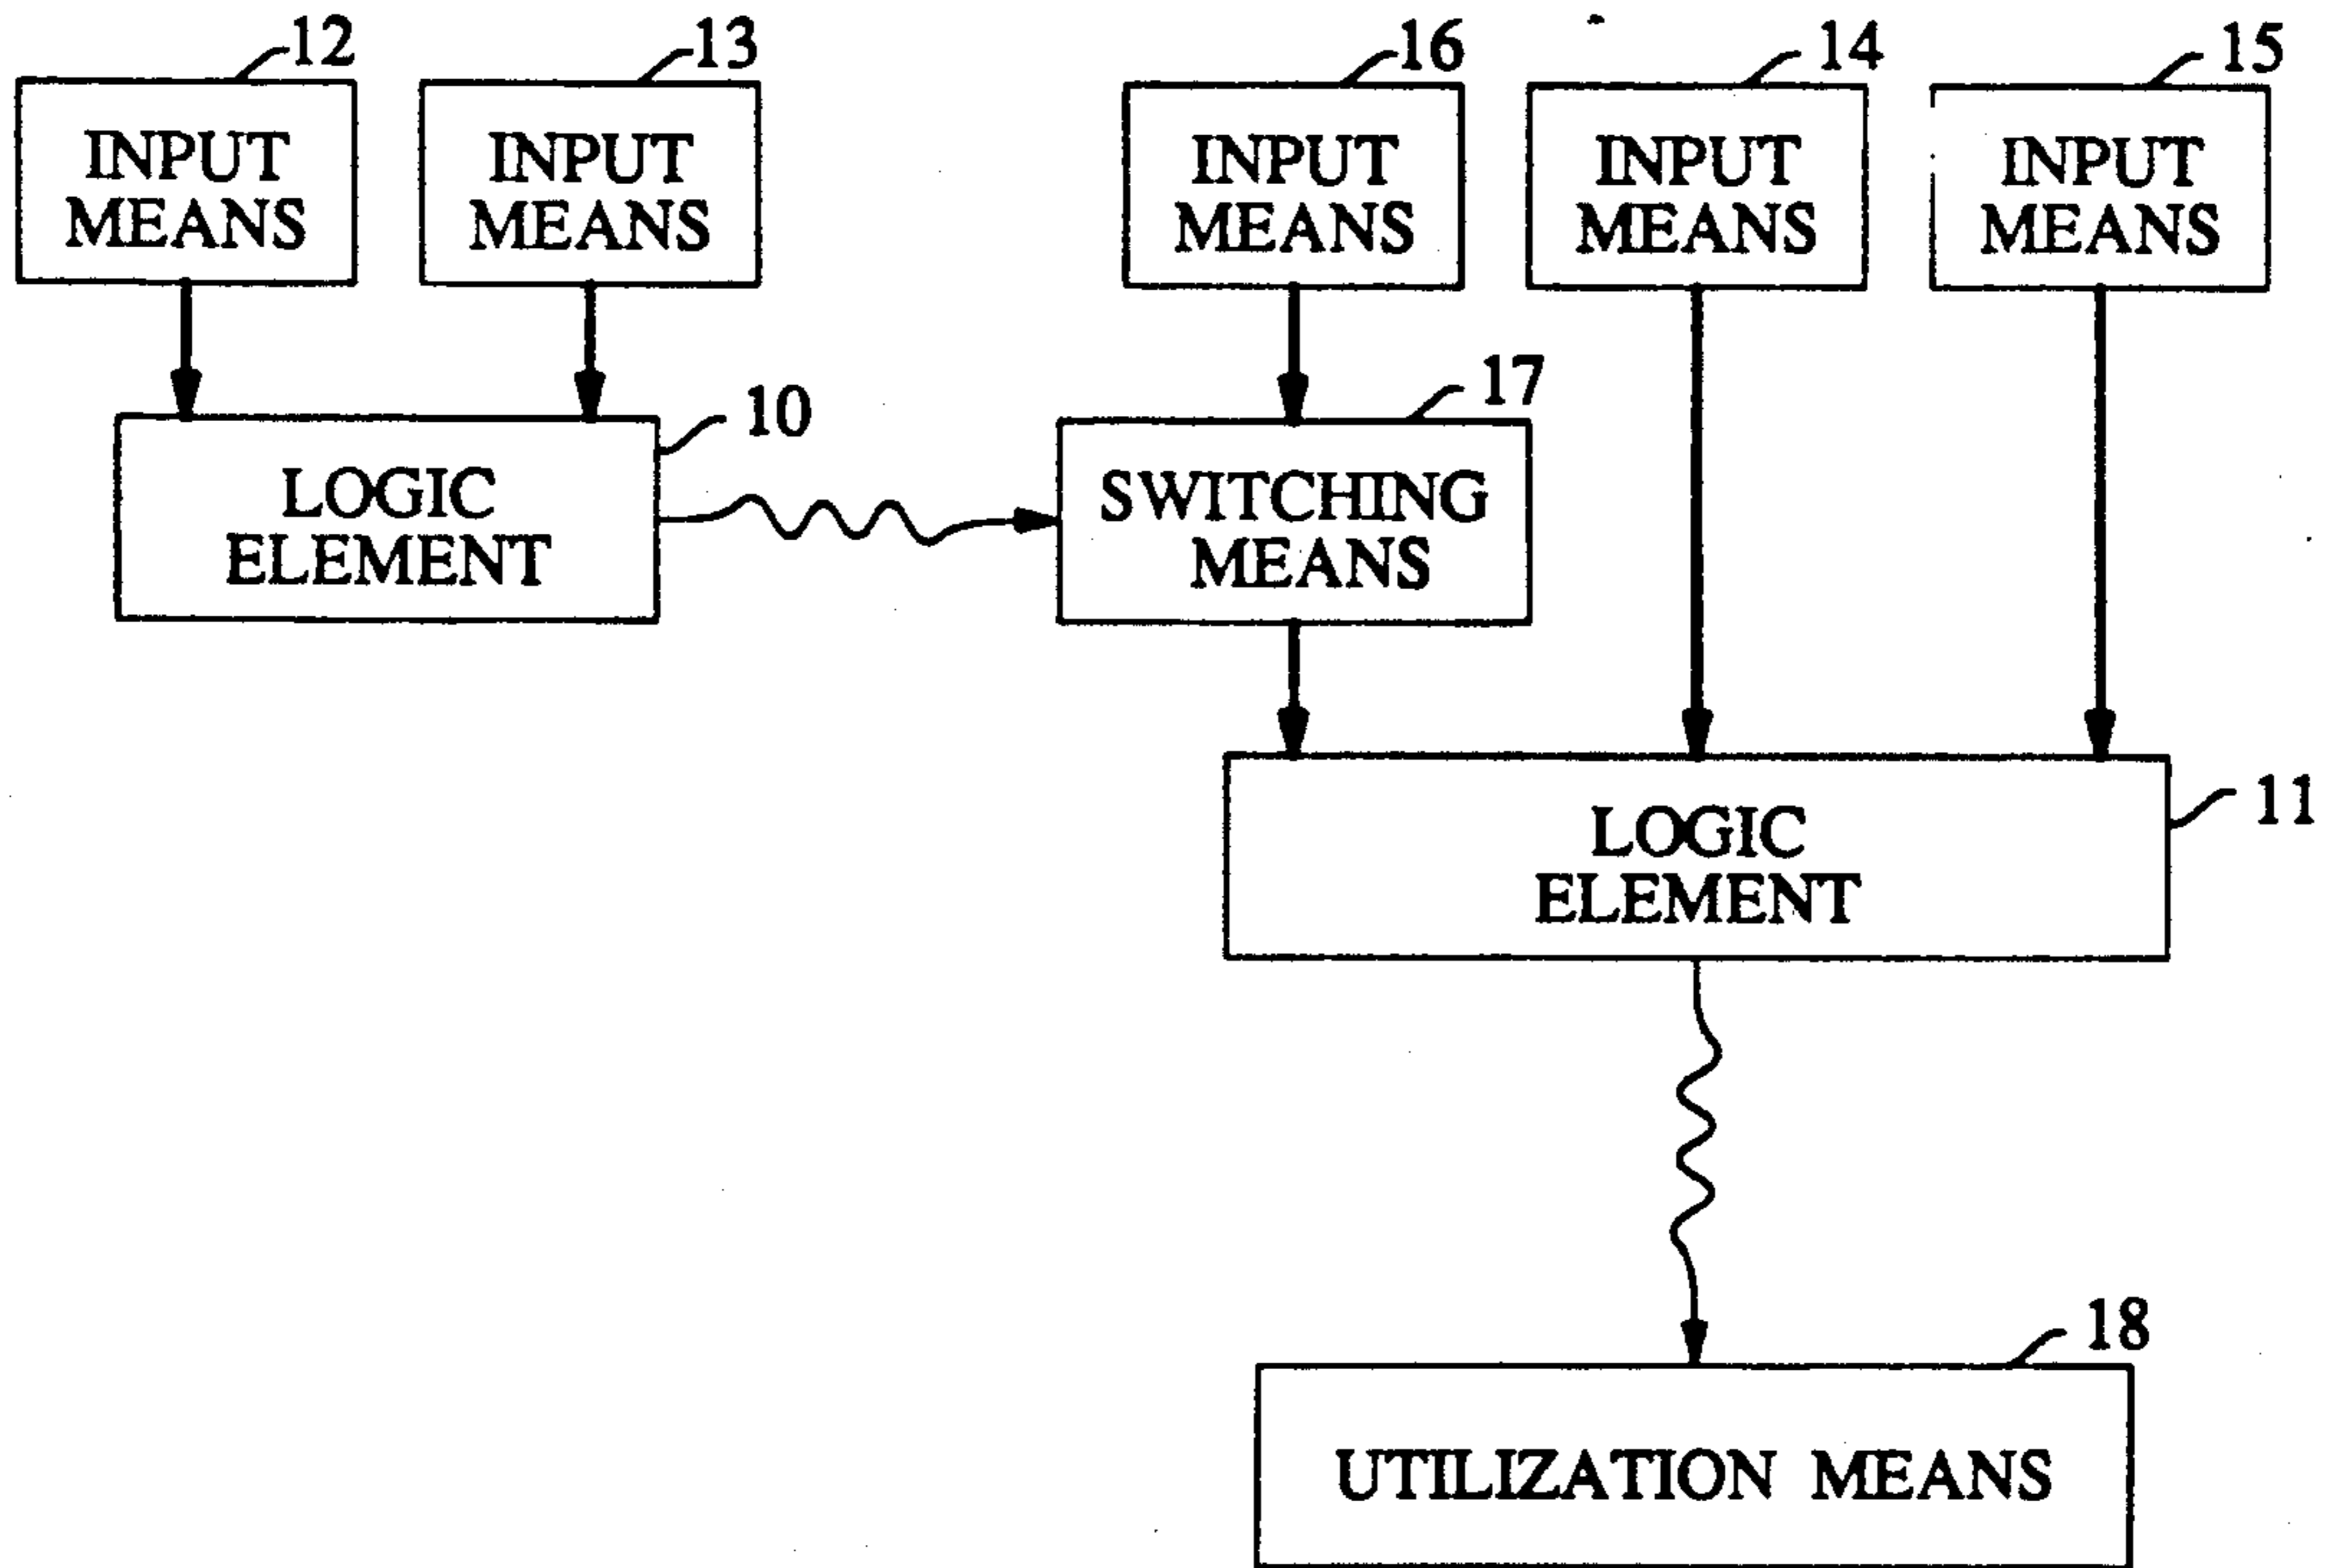 12
13
16
14
15
INPUT
MEANS
INPUT
MEANS
INPUT
MEANS
INPUT
MEANS
INPUT
MEANS
10
17
LOGIC
ELEMENT
SWITCHING
MEANS
11
LOGIC
ELEMENT
18
UTILIZATION MEANS